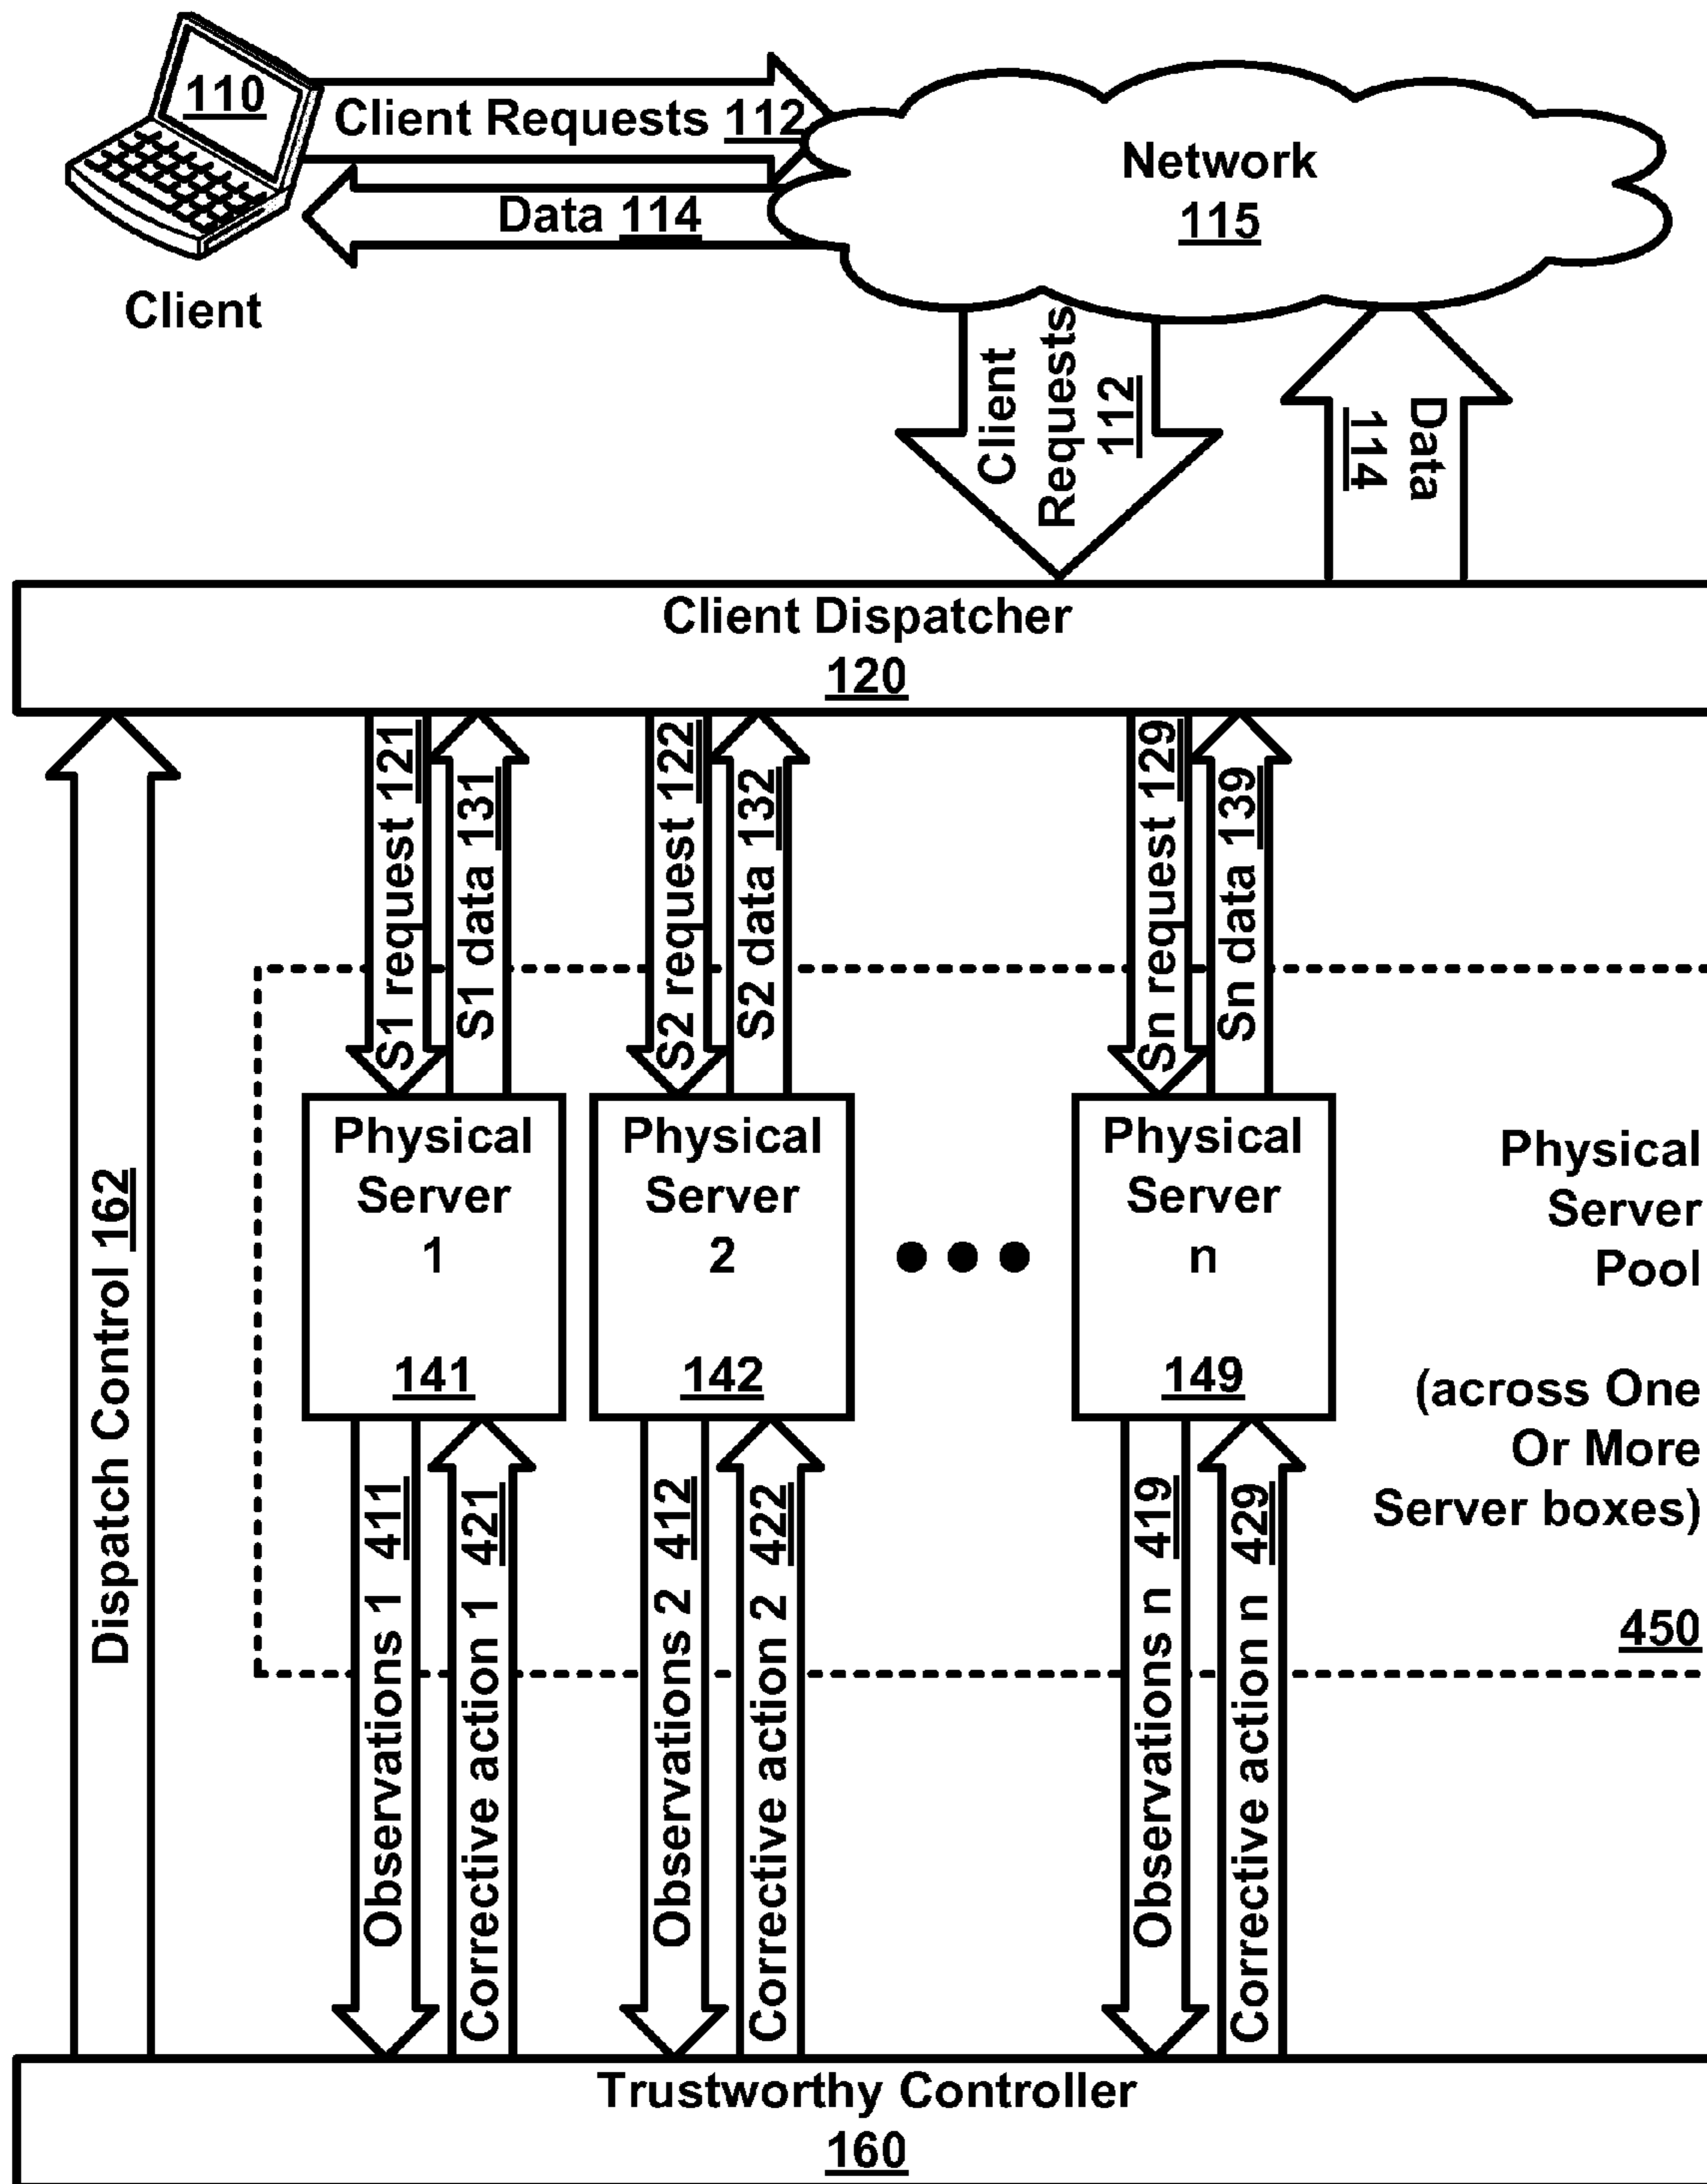 110
Client Requests 112
Data 114
Client
Network
115
Client
Requests
112
Data
114
Client Dispatcher
120
S1 request 121
S1 data 131
S2 request 122
S2 data 132
Sn request 129
Sn data 139
Dispatch Control 162
Physical
Server
1
141
Physical
Server
2
142
Physical
Server
n
149
Physical
Server
Pool
(across One
Or More
Server boxes)
450
Observations 1 411
Corrective action 1 421
Observations 2 412
Corrective action 2 422
Observations n 419
Corrective action n 429
Trustworthy Controller
160